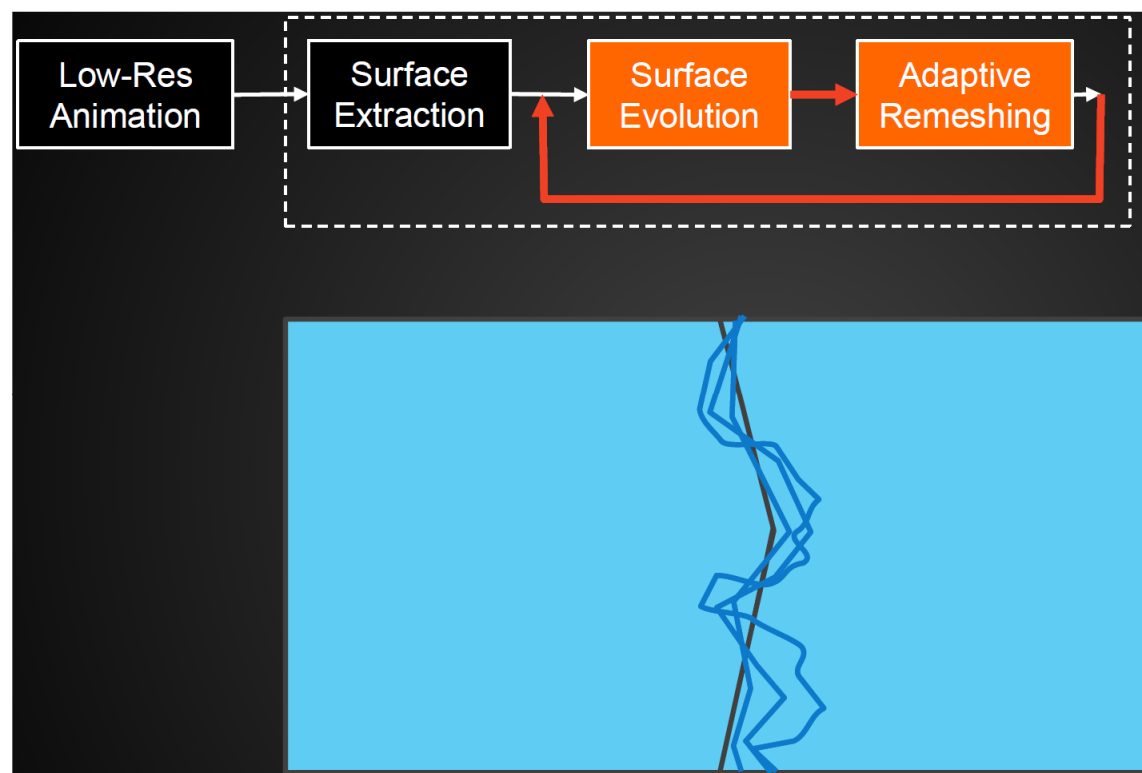 Low-Res
Animation
Surface
Extraction
Surface
Evolution
Adaptive
Remeshing